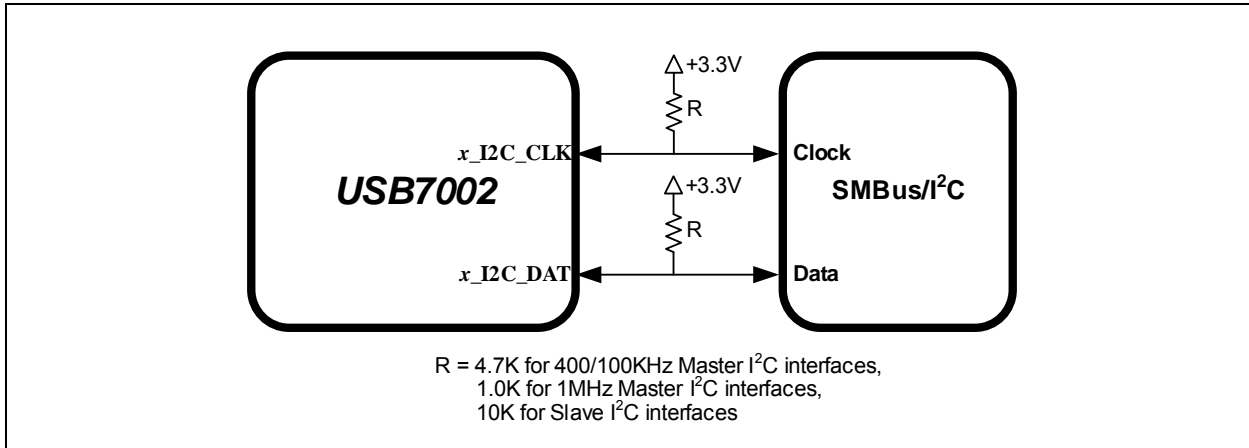 +3.3V
R
x_I2C_CLK
Clock
USB7002
SMBus/I²C
+3.3V
R
x_I2C_DAT
Data
R = 4.7K for 400/100KHz Master I²C interfaces,
1.0K for 1MHz Master I²C interfaces,
10K for Slave I²C interfaces